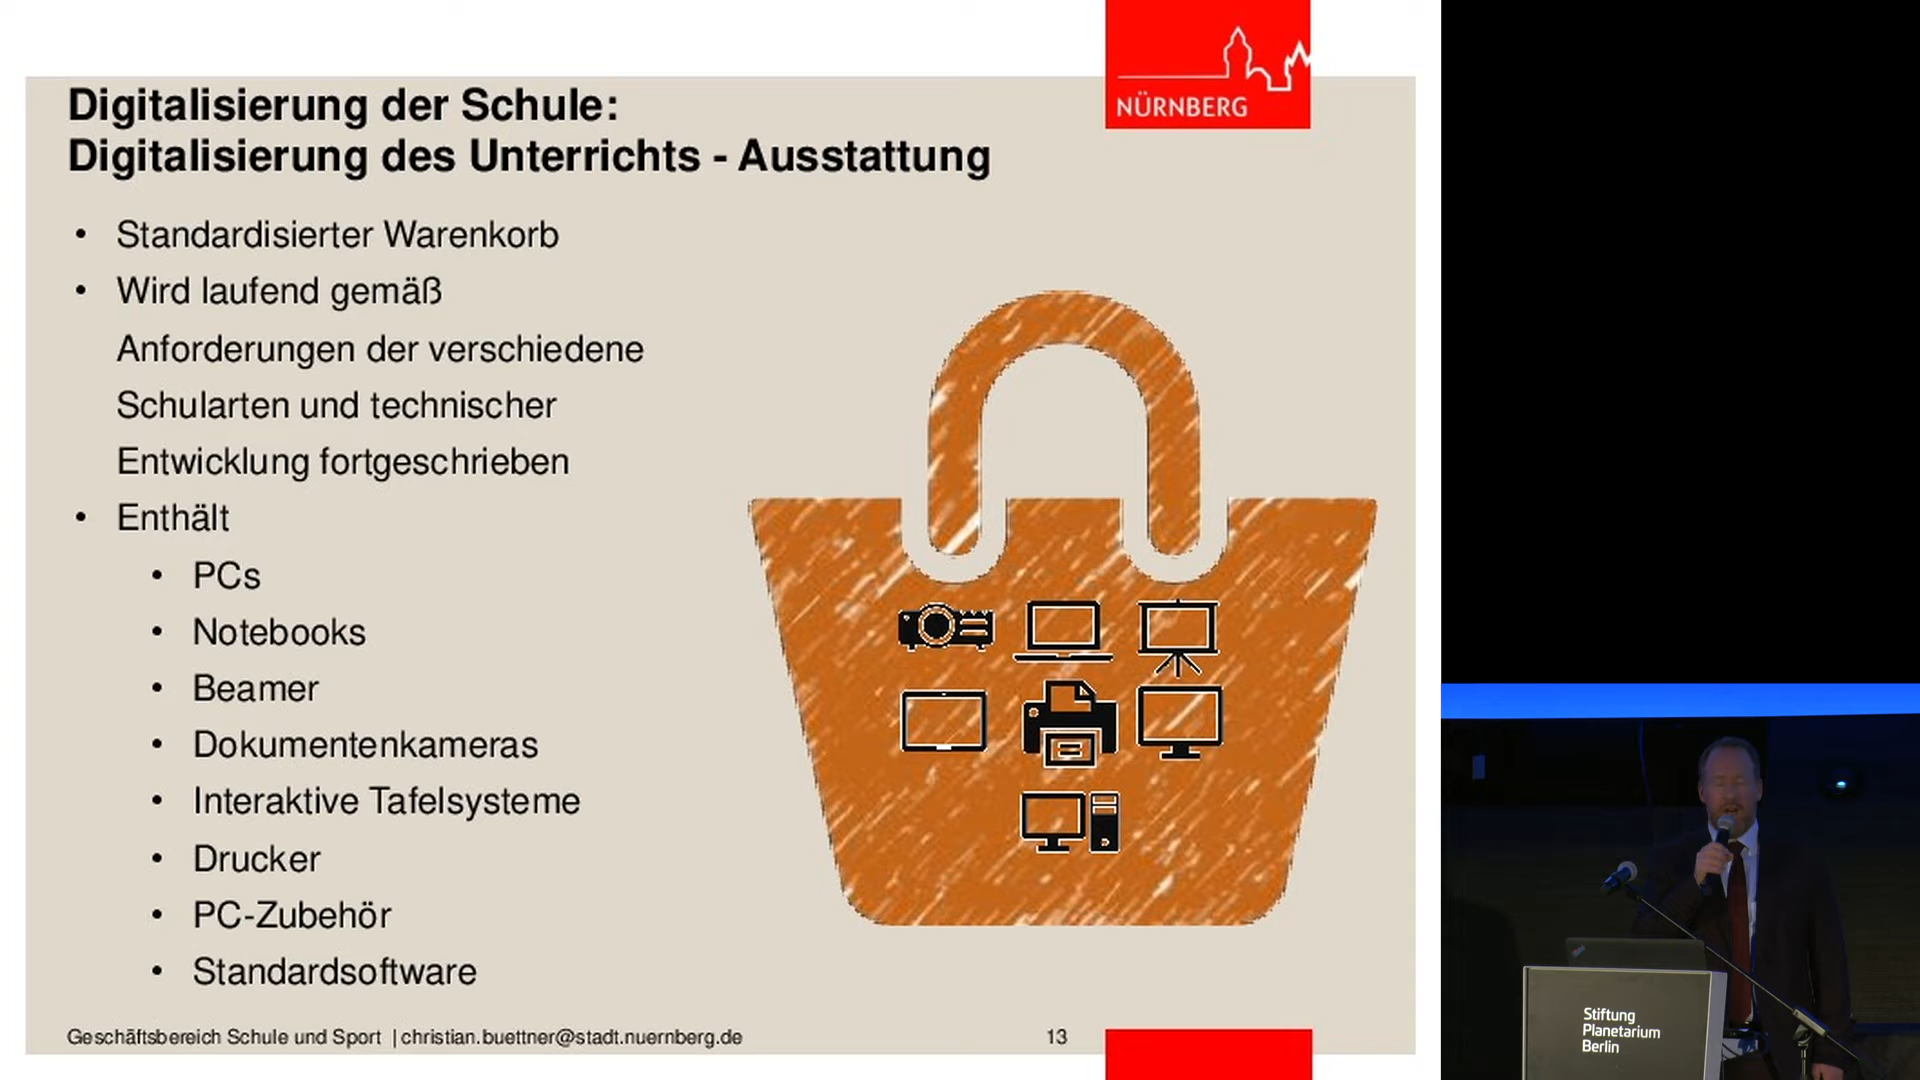 NÜRNBERG
Digitalisierung der Schule:
Digitalisierung des Unterrichts - Ausstattung
• Standardisierter Warenkorb
• Wird laufend gemäß
Anforderungen der verschiedene
Schularten und technischer
Entwicklung fortgeschrieben
• Enthält
• PCs
• Notebooks
• Beamer
• Dokumentenkameras
• Interaktive Tafelsysteme
• Drucker
• PC-Zubehör
• Standardsoftware
Geschäftsbereich Schule und Sport | christian.buettner@stadt.nuernberg.de
13
Stiftung
Planetarium
Berlin